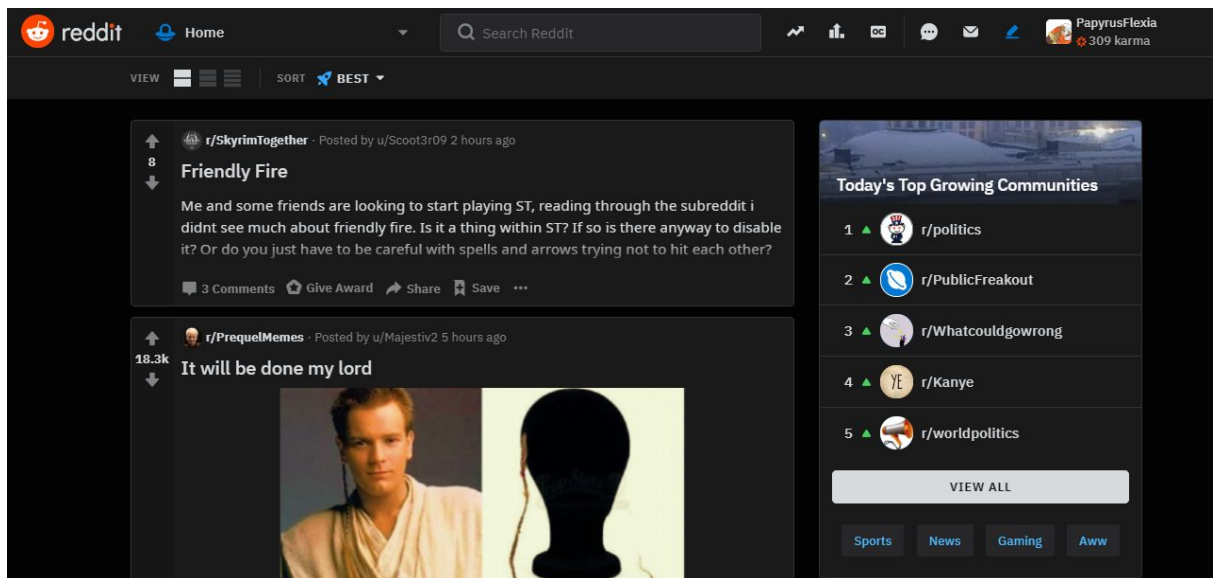 reddit
Home
Search Reddit
OC
PapyrusFlexia
309 karma
VIEW
SORT
BEST
8
r/SkyrimTogether · Posted by u/Scoot3r09 2 hours ago
Friendly Fire
Me and some friends are looking to start playing ST, reading through the subreddit i
didnt see much about friendly fire. Is it a thing within ST? If so is there anyway to disable
it? Or do you just have to be careful with spells and arrows trying not to hit each other?
3 Comments Give Award Share Save ···
18.3k
r/PrequelMemes · Posted by u/Majestiv2 5 hours ago
It will be done my lord
Today's Top Growing Communities
1 r/politics
2 r/PublicFreakout
3 r/Whatcouldgowrong
4 YE r/Kanye
5 r/worldpolitics
VIEW ALL
Sports News Gaming Aww